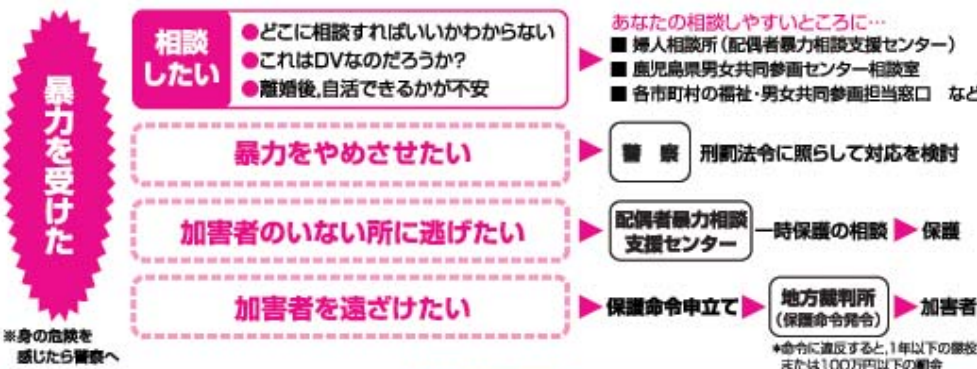 暴力を受けた
※身の危険を
感じたら警察へ
相談
したい
●どこに相談すればいいかわからない
●これはDVなのだろうか?
●離婚後,自活できるかが不安
あなたの相談しやすいところに…
■ 婦人相談所(配偶者暴力相談支援センター)
■ 鹿児島県男女共同参画センター相談室
■ 各市町村の福祉・男女共同参画担当窓口 など
暴力をやめさせたい
警察 刑罰法令に照らして対応を検討
加害者のいない所に逃げたい
配偶者暴力相談
支援センター
一時保護の相談 ▶ 保護
加害者を遠ざけたい
保護命令申立て ▶
地方裁判所
(保護命令発令)
▶ 加害者
*命令に違反すると,1年以下の懲役
または100万円以下の罰金